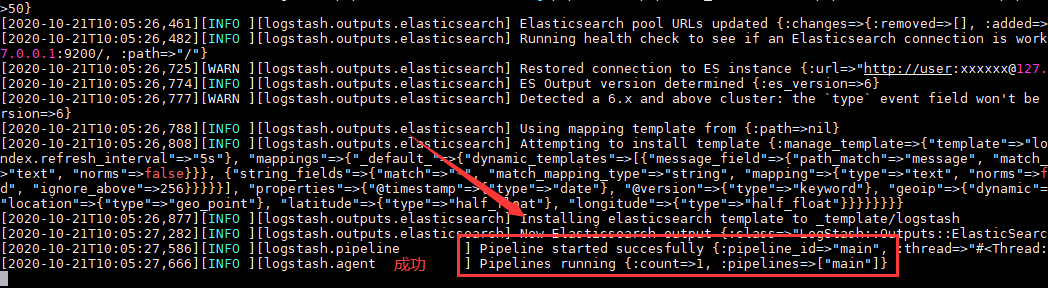 >50}
[2020-10-21T10:05:26,461][INFO ][logstash.outputs.elasticsearch] Elasticsearch pool URLs updated {:changes=>{:removed=>[], :added=>
[2020-10-21T10:05:26,482][INFO ][logstash.outputs.elasticsearch] Running health check to see if an Elasticsearch connection is work
7.0.0.1:9200/, :path=>"/"}
[2020-10-21T10:05:26,725][WARN ][logstash.outputs.elasticsearch] Restored connection to ES instance {:url=>"http://user:xxxxxx@127.
[2020-10-21T10:05:26,774][INFO ][logstash.outputs.elasticsearch] ES Output version determined {:es_version=>6}
[2020-10-21T10:05:26,777][WARN ][logstash.outputs.elasticsearch] Detected a 6.x and above cluster: the `type` event field won't be
rsion=>6}
[2020-10-21T10:05:26,788][INFO ][logstash.outputs.elasticsearch] Using mapping template from {:path=>nil}
[2020-10-21T10:05:26,808][INFO ][logstash.outputs.elasticsearch] Attempting to install template {:manage_template=>{"template"=>"lo
ndex.refresh_interval"=>"5s"}, "mappings"=>{"_default_"=>{"dynamic_templates"=>[{"message_field"=>{"path_match"=>"message", "match_
>"text", "norms"=>false}}}, {"string_fields"=>{"match"=> "match_mapping_type"=>"string", "mapping"=>{"type"=>"text", "norms"=>f
d", "ignore_above"=>256}}}}}], "properties"=>{"@timestamp"=>{"type"=>"date"}, "@version"=>{"type"=>"keyword"}, "geoip"=>{"dynamic"=
"location"=>{"type"=>"geo_point"}, "latitude"=>{"type"=>"half_float"}, "longitude"=>{"type"=>"half_float"}}}}}}}}
[2020-10-21T10:05:26,877][INFO ][logstash.outputs.elasticsearch] Installing elasticsearch template to _template/logstash
[2020-10-21T10:05:27,282][INFO ][logstash.outputs.elasticsearch] New Elasticsearch output {:class=>"LogStash::Outputs::ElasticSearc
[2020-10-21T10:05:27,586][INFO ][logstash.pipeline ] Pipeline started succesfully {:pipeline_id=>"main", :thread=>"#<Thread:
[2020-10-21T10:05:27,666][INFO ][logstash.agent 成功 ] Pipelines running {:count=>1, :pipelines=>["main"]}